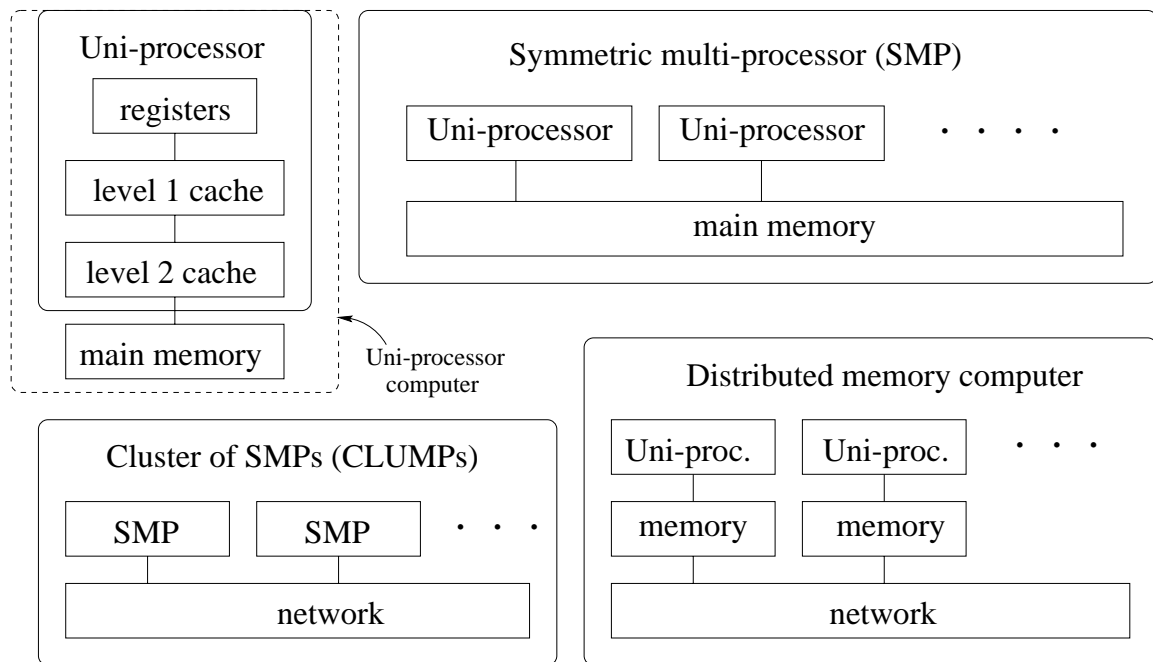 Uni-processor
registers
level 1 cache
level 2 cache
main memory
Uni-processor
computer
Symmetric multi-processor (SMP)
Uni-processor
Uni-processor
main memory
Cluster of SMPs (CLUMPs)
SMP
SMP
network
Distributed memory computer
Uni-proc.
Uni-proc.
memory
memory
network